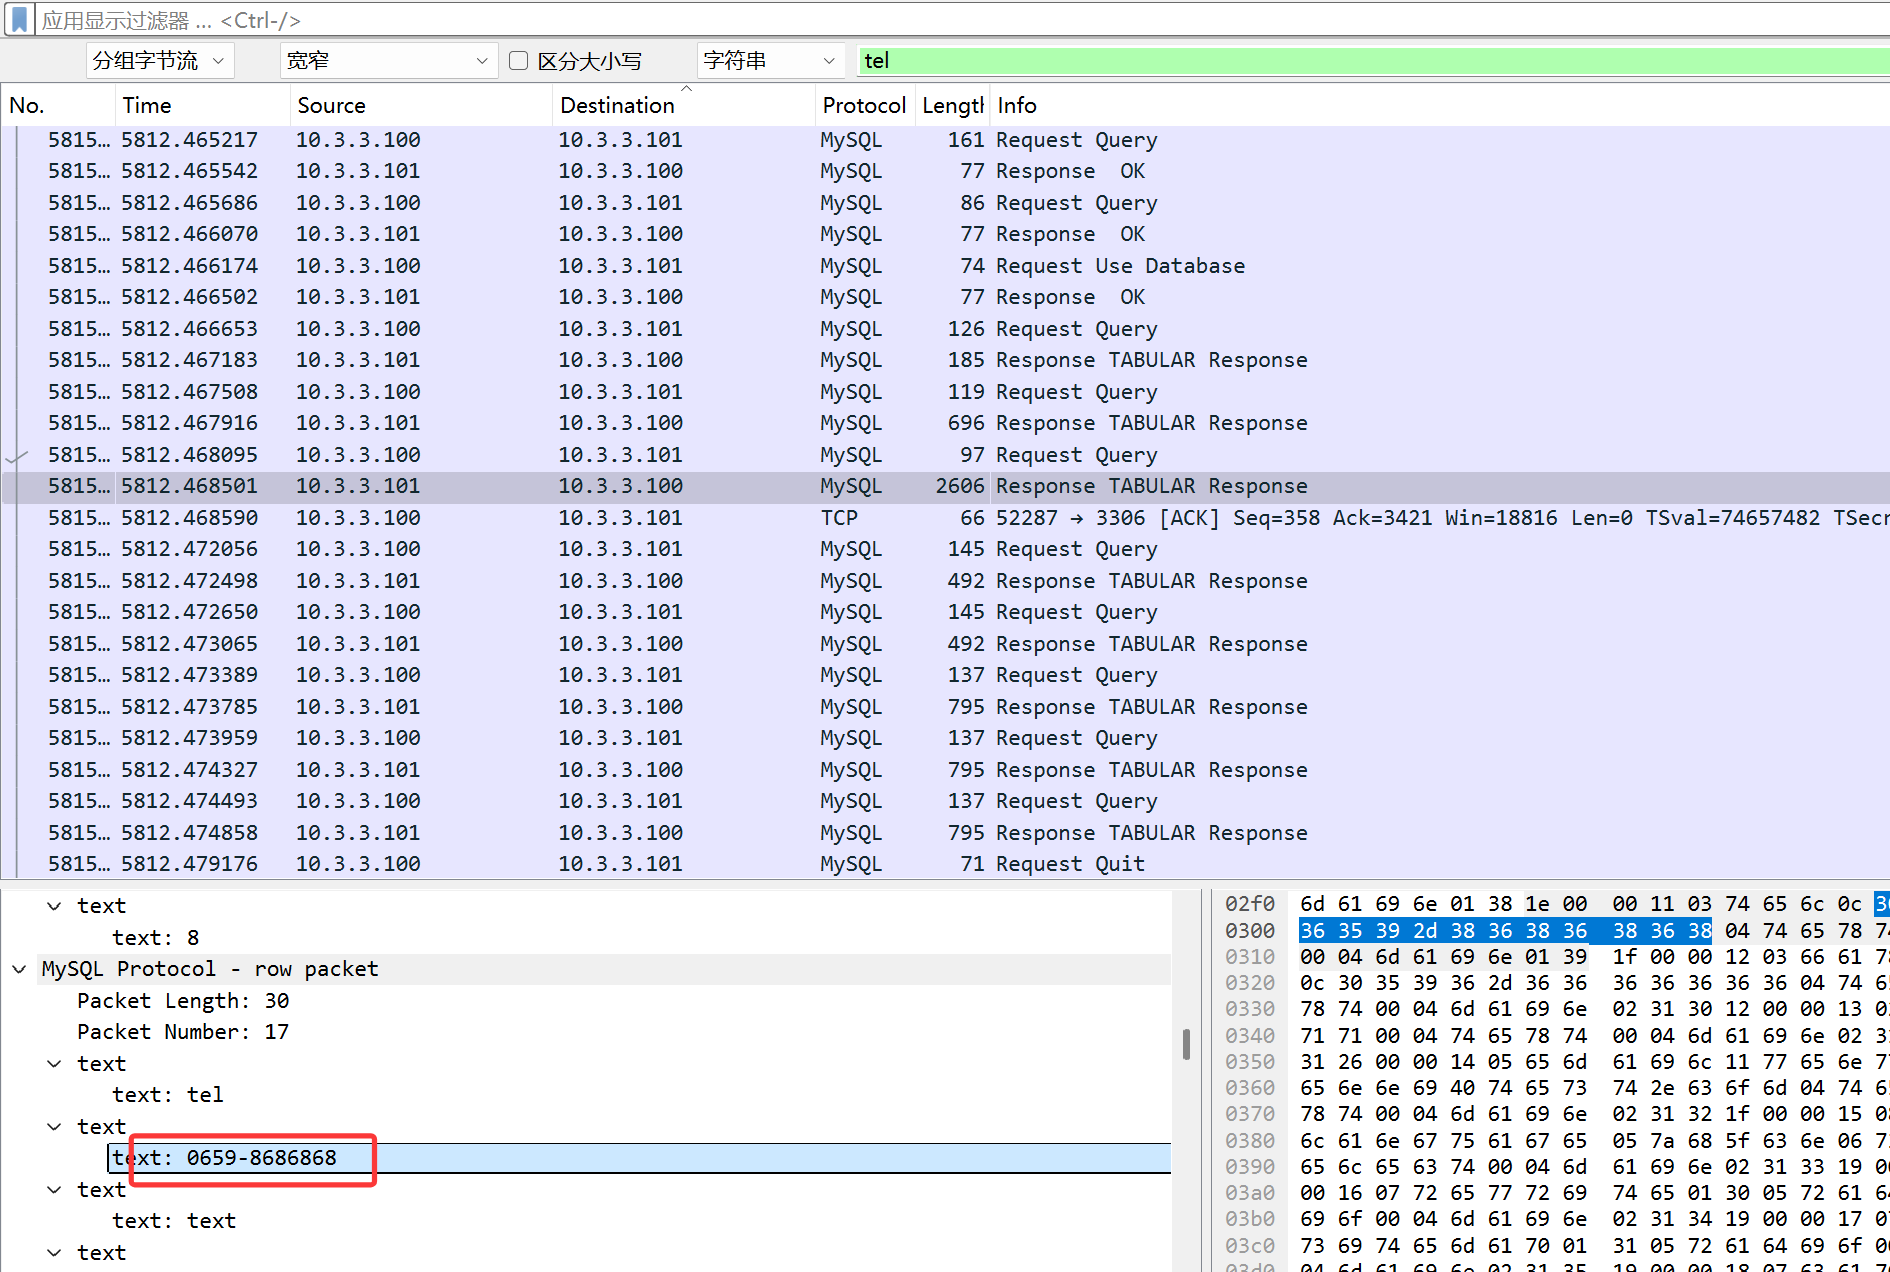 应用显示过滤器 … <Ctrl-/>
分组字节流 宽窄 区分大小写 字符串 tel
No. Time Source Destination Protocol Length Info
5815… 5812.465217 10.3.3.100 10.3.3.101 MySQL 161 Request Query
5815… 5812.465542 10.3.3.101 10.3.3.100 MySQL 77 Response OK
5815… 5812.465686 10.3.3.100 10.3.3.101 MySQL 86 Request Query
5815… 5812.466070 10.3.3.101 10.3.3.100 MySQL 77 Response OK
5815… 5812.466174 10.3.3.100 10.3.3.101 MySQL 74 Request Use Database
5815… 5812.466502 10.3.3.101 10.3.3.100 MySQL 77 Response OK
5815… 5812.466653 10.3.3.100 10.3.3.101 MySQL 126 Request Query
5815… 5812.467183 10.3.3.101 10.3.3.100 MySQL 185 Response TABULAR Response
5815… 5812.467508 10.3.3.100 10.3.3.101 MySQL 119 Request Query
5815… 5812.467916 10.3.3.101 10.3.3.100 MySQL 696 Response TABULAR Response
5815… 5812.468095 10.3.3.100 10.3.3.101 MySQL 97 Request Query
5815… 5812.468501 10.3.3.101 10.3.3.100 MySQL 2606 Response TABULAR Response
5815… 5812.468590 10.3.3.100 10.3.3.101 TCP 66 52287 → 3306 [ACK] Seq=358 Ack=3421 Win=18816 Len=0 TSval=74657482 TSecr
5815… 5812.472056 10.3.3.100 10.3.3.101 MySQL 145 Request Query
5815… 5812.472498 10.3.3.101 10.3.3.100 MySQL 492 Response TABULAR Response
5815… 5812.472650 10.3.3.100 10.3.3.101 MySQL 145 Request Query
5815… 5812.473065 10.3.3.101 10.3.3.100 MySQL 492 Response TABULAR Response
5815… 5812.473389 10.3.3.100 10.3.3.101 MySQL 137 Request Query
5815… 5812.473785 10.3.3.101 10.3.3.100 MySQL 795 Response TABULAR Response
5815… 5812.473959 10.3.3.100 10.3.3.101 MySQL 137 Request Query
5815… 5812.474327 10.3.3.101 10.3.3.100 MySQL 795 Response TABULAR Response
5815… 5812.474493 10.3.3.100 10.3.3.101 MySQL 137 Request Query
5815… 5812.474858 10.3.3.101 10.3.3.100 MySQL 795 Response TABULAR Response
5815… 5812.479176 10.3.3.100 10.3.3.101 MySQL 71 Request Quit
text
text: 8
MySQL Protocol - row packet
Packet Length: 30
Packet Number: 17
text
text: tel
text
text: 0659-8686868
text
text: text
text
02f0 6d 61 69 6e 01 38 1e 00 00 11 03 74 65 6c 0c
0300 36 35 39 2d 38 36 38 36 38 36 38 04 74 65 78
0310 00 04 6d 61 69 6e 01 39 1f 00 00 12 03 66 61
0320 0c 30 35 39 36 2d 36 36 36 36 36 36 36 04 74
0330 78 74 00 04 6d 61 69 6e 02 31 30 12 00 00 13
0340 71 71 00 04 74 65 78 74 00 04 6d 61 69 6e 02
0350 31 26 00 00 14 05 65 6d 61 69 6c 11 77 65 6e
0360 65 6e 6e 69 40 74 65 73 74 2e 63 6f 6d 04 74
0370 78 74 00 04 6d 61 69 6e 02 31 32 1f 00 00 15
0380 6c 61 6e 67 75 61 67 65 05 7a 68 5f 63 6e 06
0390 65 6c 65 63 74 00 04 6d 61 69 6e 02 31 33 19
03a0 00 16 07 72 65 77 72 69 74 65 01 30 05 72 61
03b0 69 6f 00 04 6d 61 69 6e 02 31 34 19 00 00 17
03c0 73 69 74 65 6d 61 70 01 31 05 72 61 64 69 6f